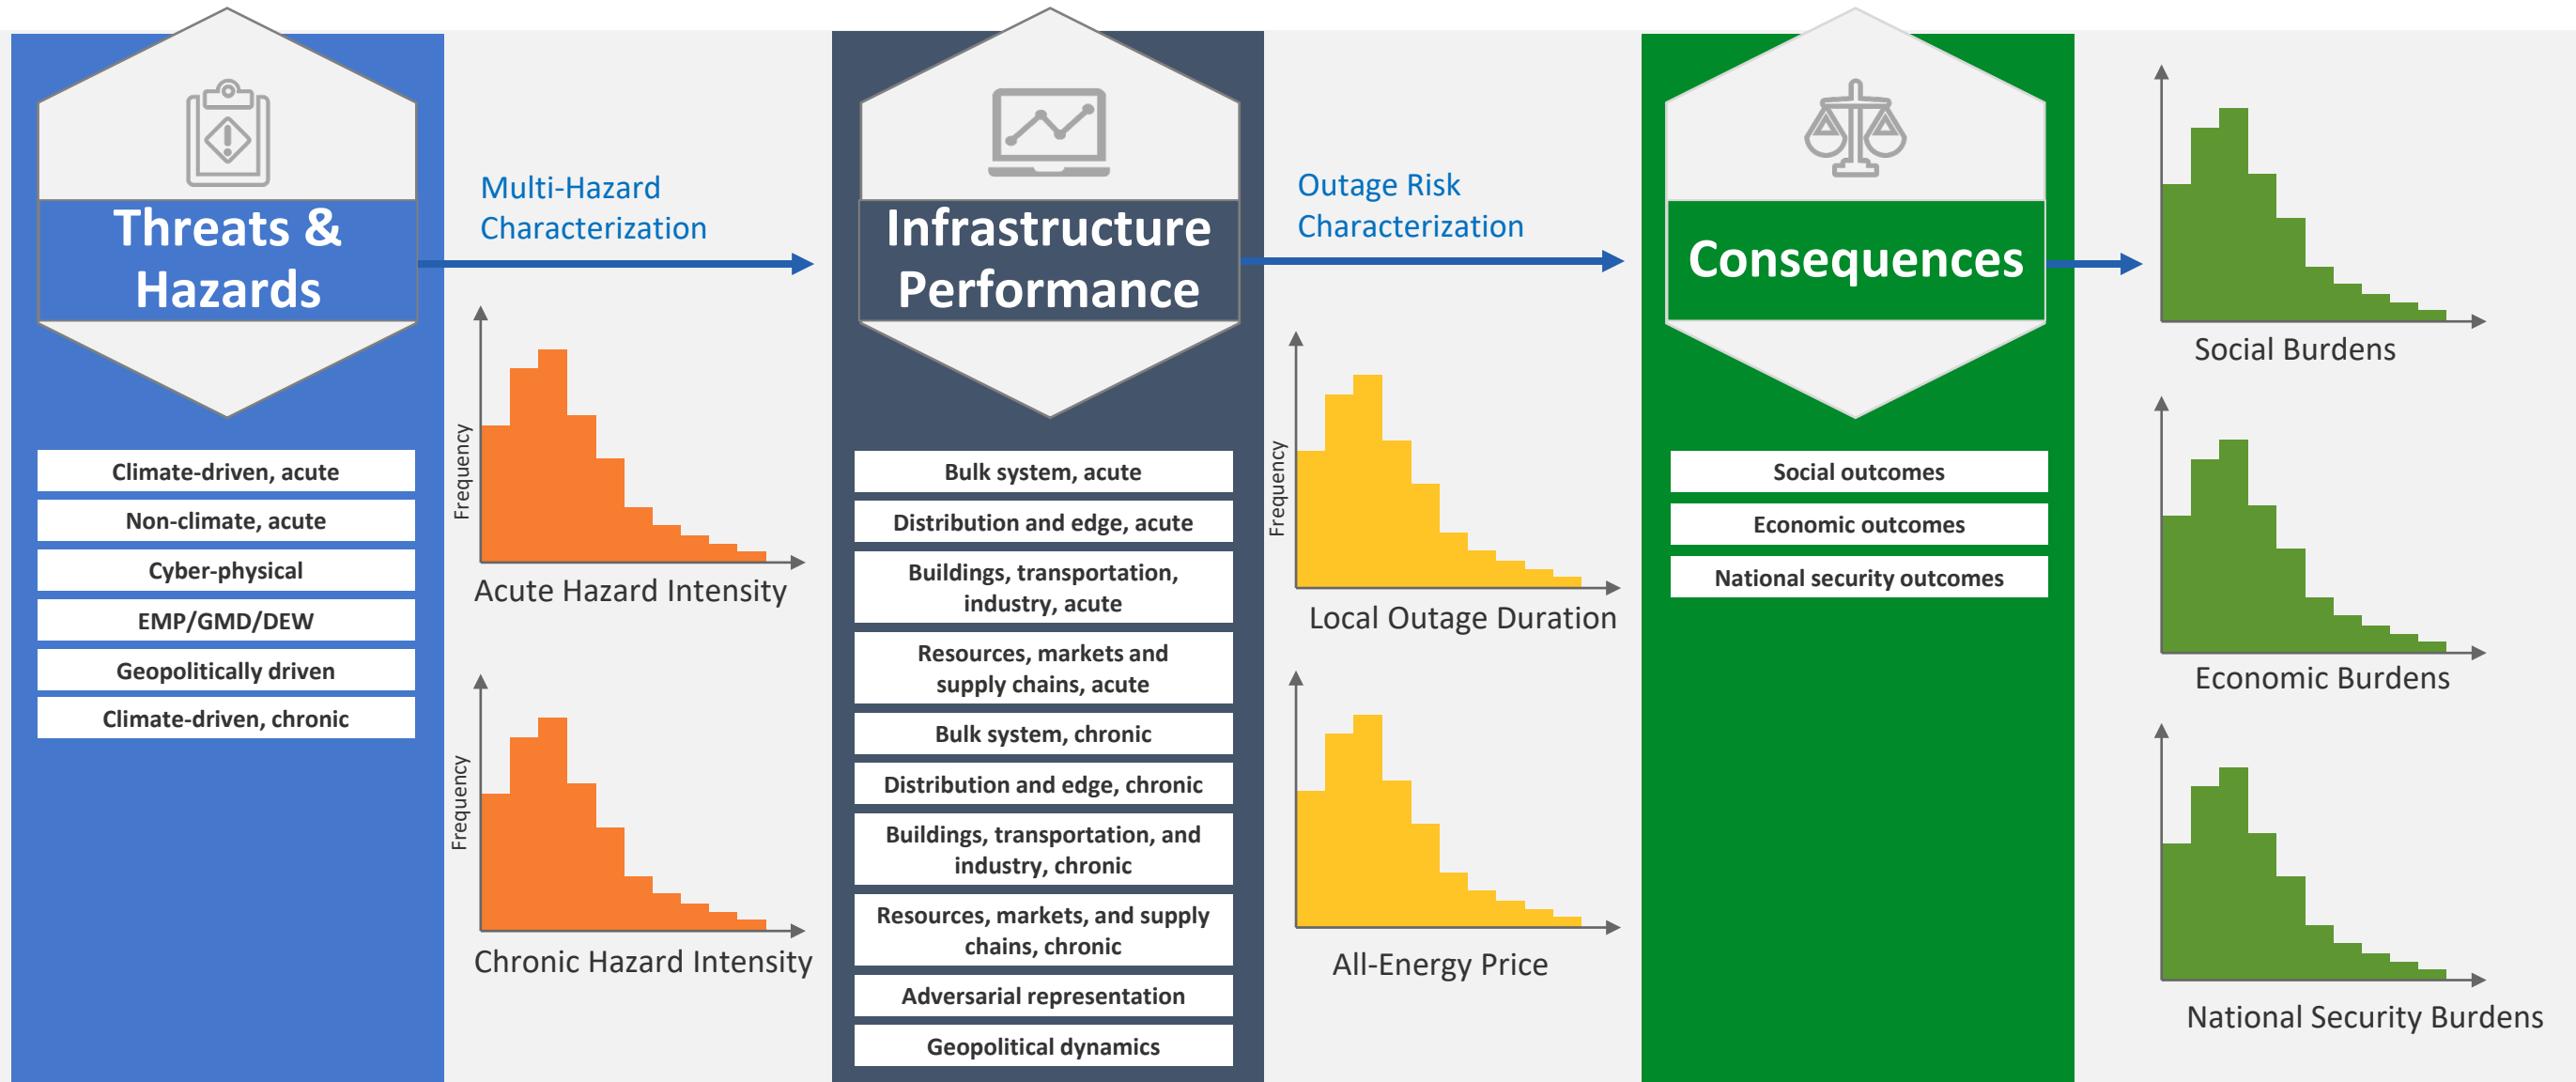 Threats &
Hazards
Climate-driven, acute
Non-climate, acute
Cyber-physical
EMP/GMD/DEW
Geopolitically driven
Climate-driven, chronic
Multi-Hazard
Characterization
Frequency
Acute Hazard Intensity
Frequency
Chronic Hazard Intensity
Infrastructure
Performance
Bulk system, acute
Distribution and edge, acute
Buildings, transportation,
industry, acute
Resources, markets and
supply chains, acute
Bulk system, chronic
Distribution and edge, chronic
Buildings, transportation, and
industry, chronic
Resources, markets, and supply
chains, chronic
Adversarial representation
Geopolitical dynamics
Outage Risk
Characterization
Frequency
Local Outage Duration
All-Energy Price
Consequences
Social outcomes
Economic outcomes
National security outcomes
Social Burdens
Economic Burdens
National Security Burdens